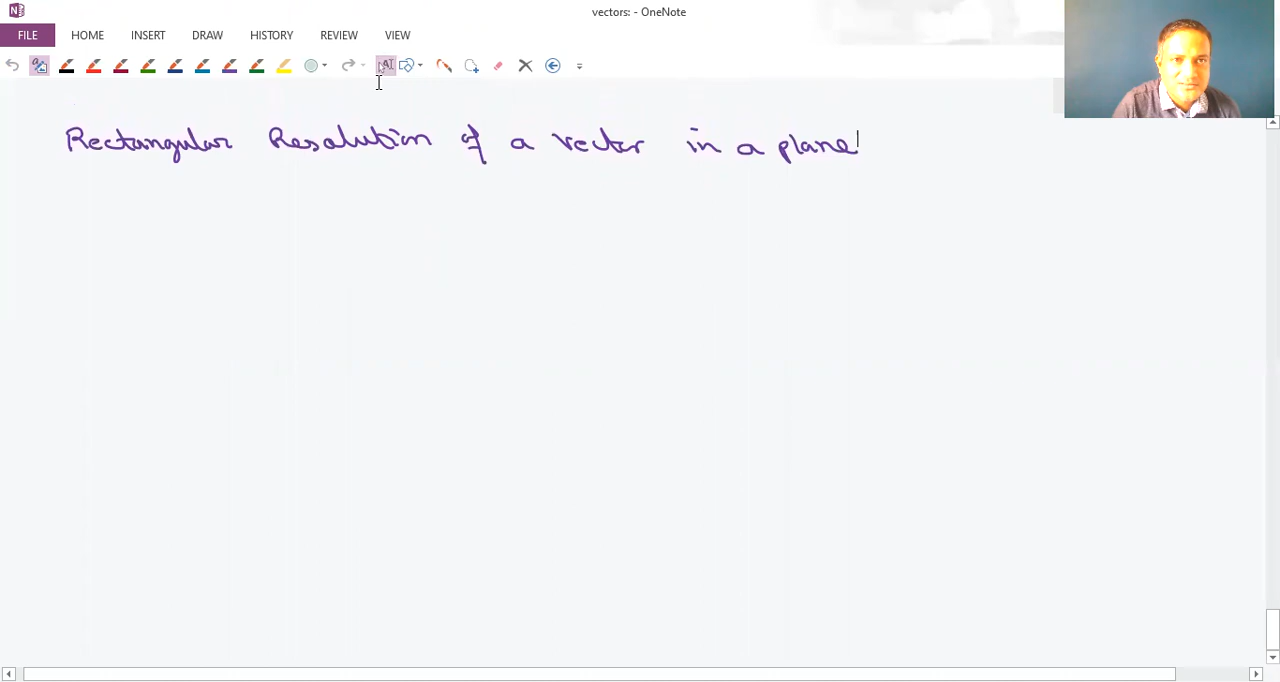 vectors: - OneNote
FILE HOME INSERT DRAW HISTORY REVIEW VIEW
Rectangular Resolution of a vector in a plane